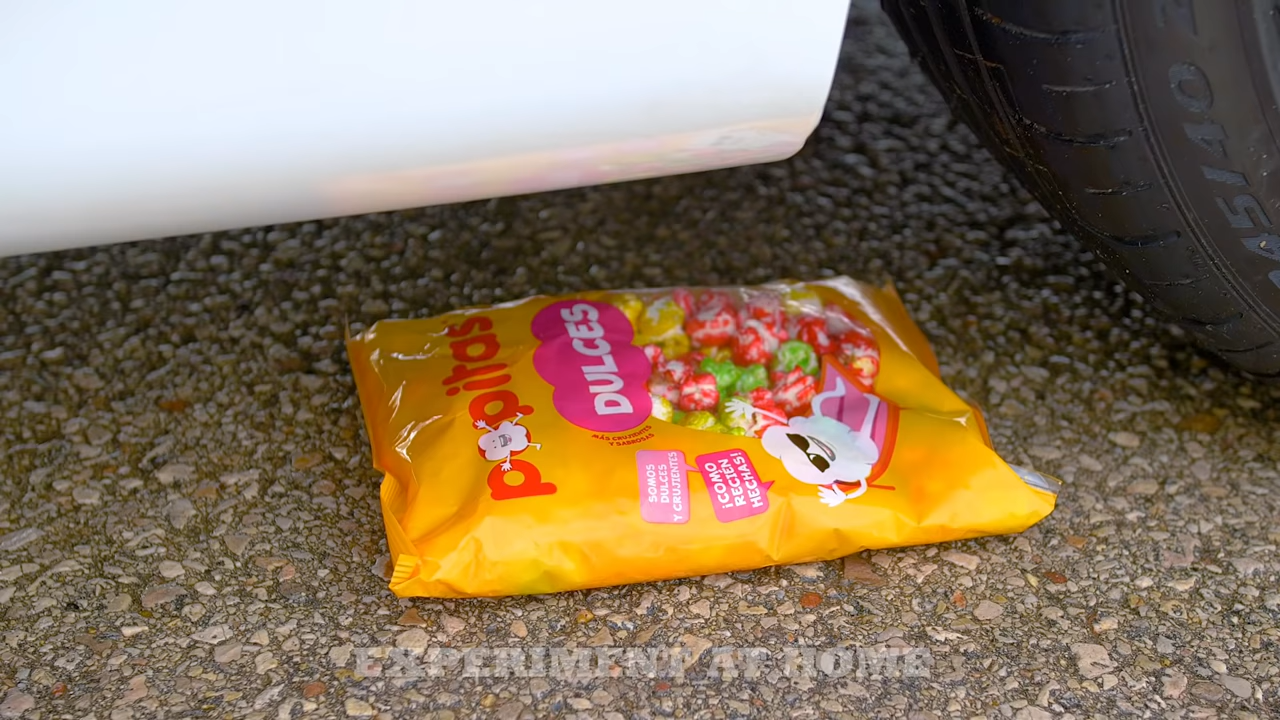 popitas
DULCES
MÁS CRUJIENTES
Y SABROSAS
SOMOS
DULCES
Y CRUJIENTES
¡COMO
RECIÉN
HECHAS!
EXPERIMENT AT HOME